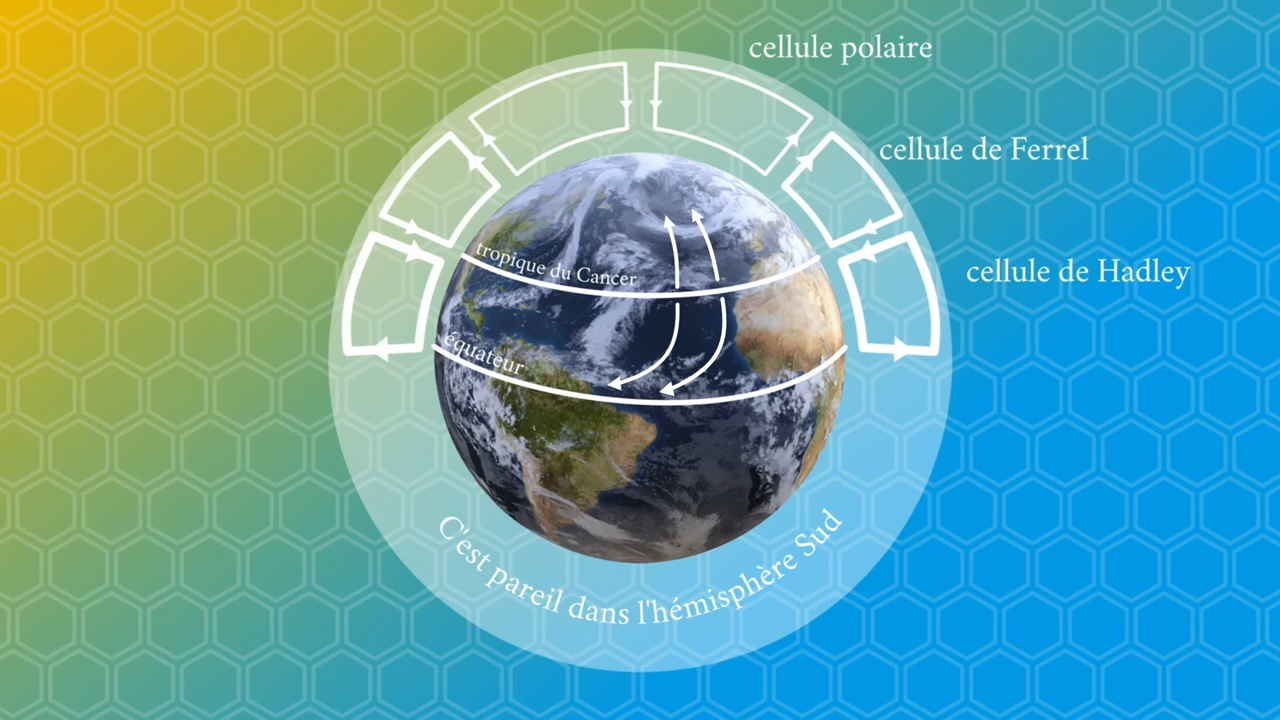 cellule polaire
cellule de Ferrel
cellule de Hadley
tropique du Cancer
équateur
C'est pareil dans l'hémisphère Sud